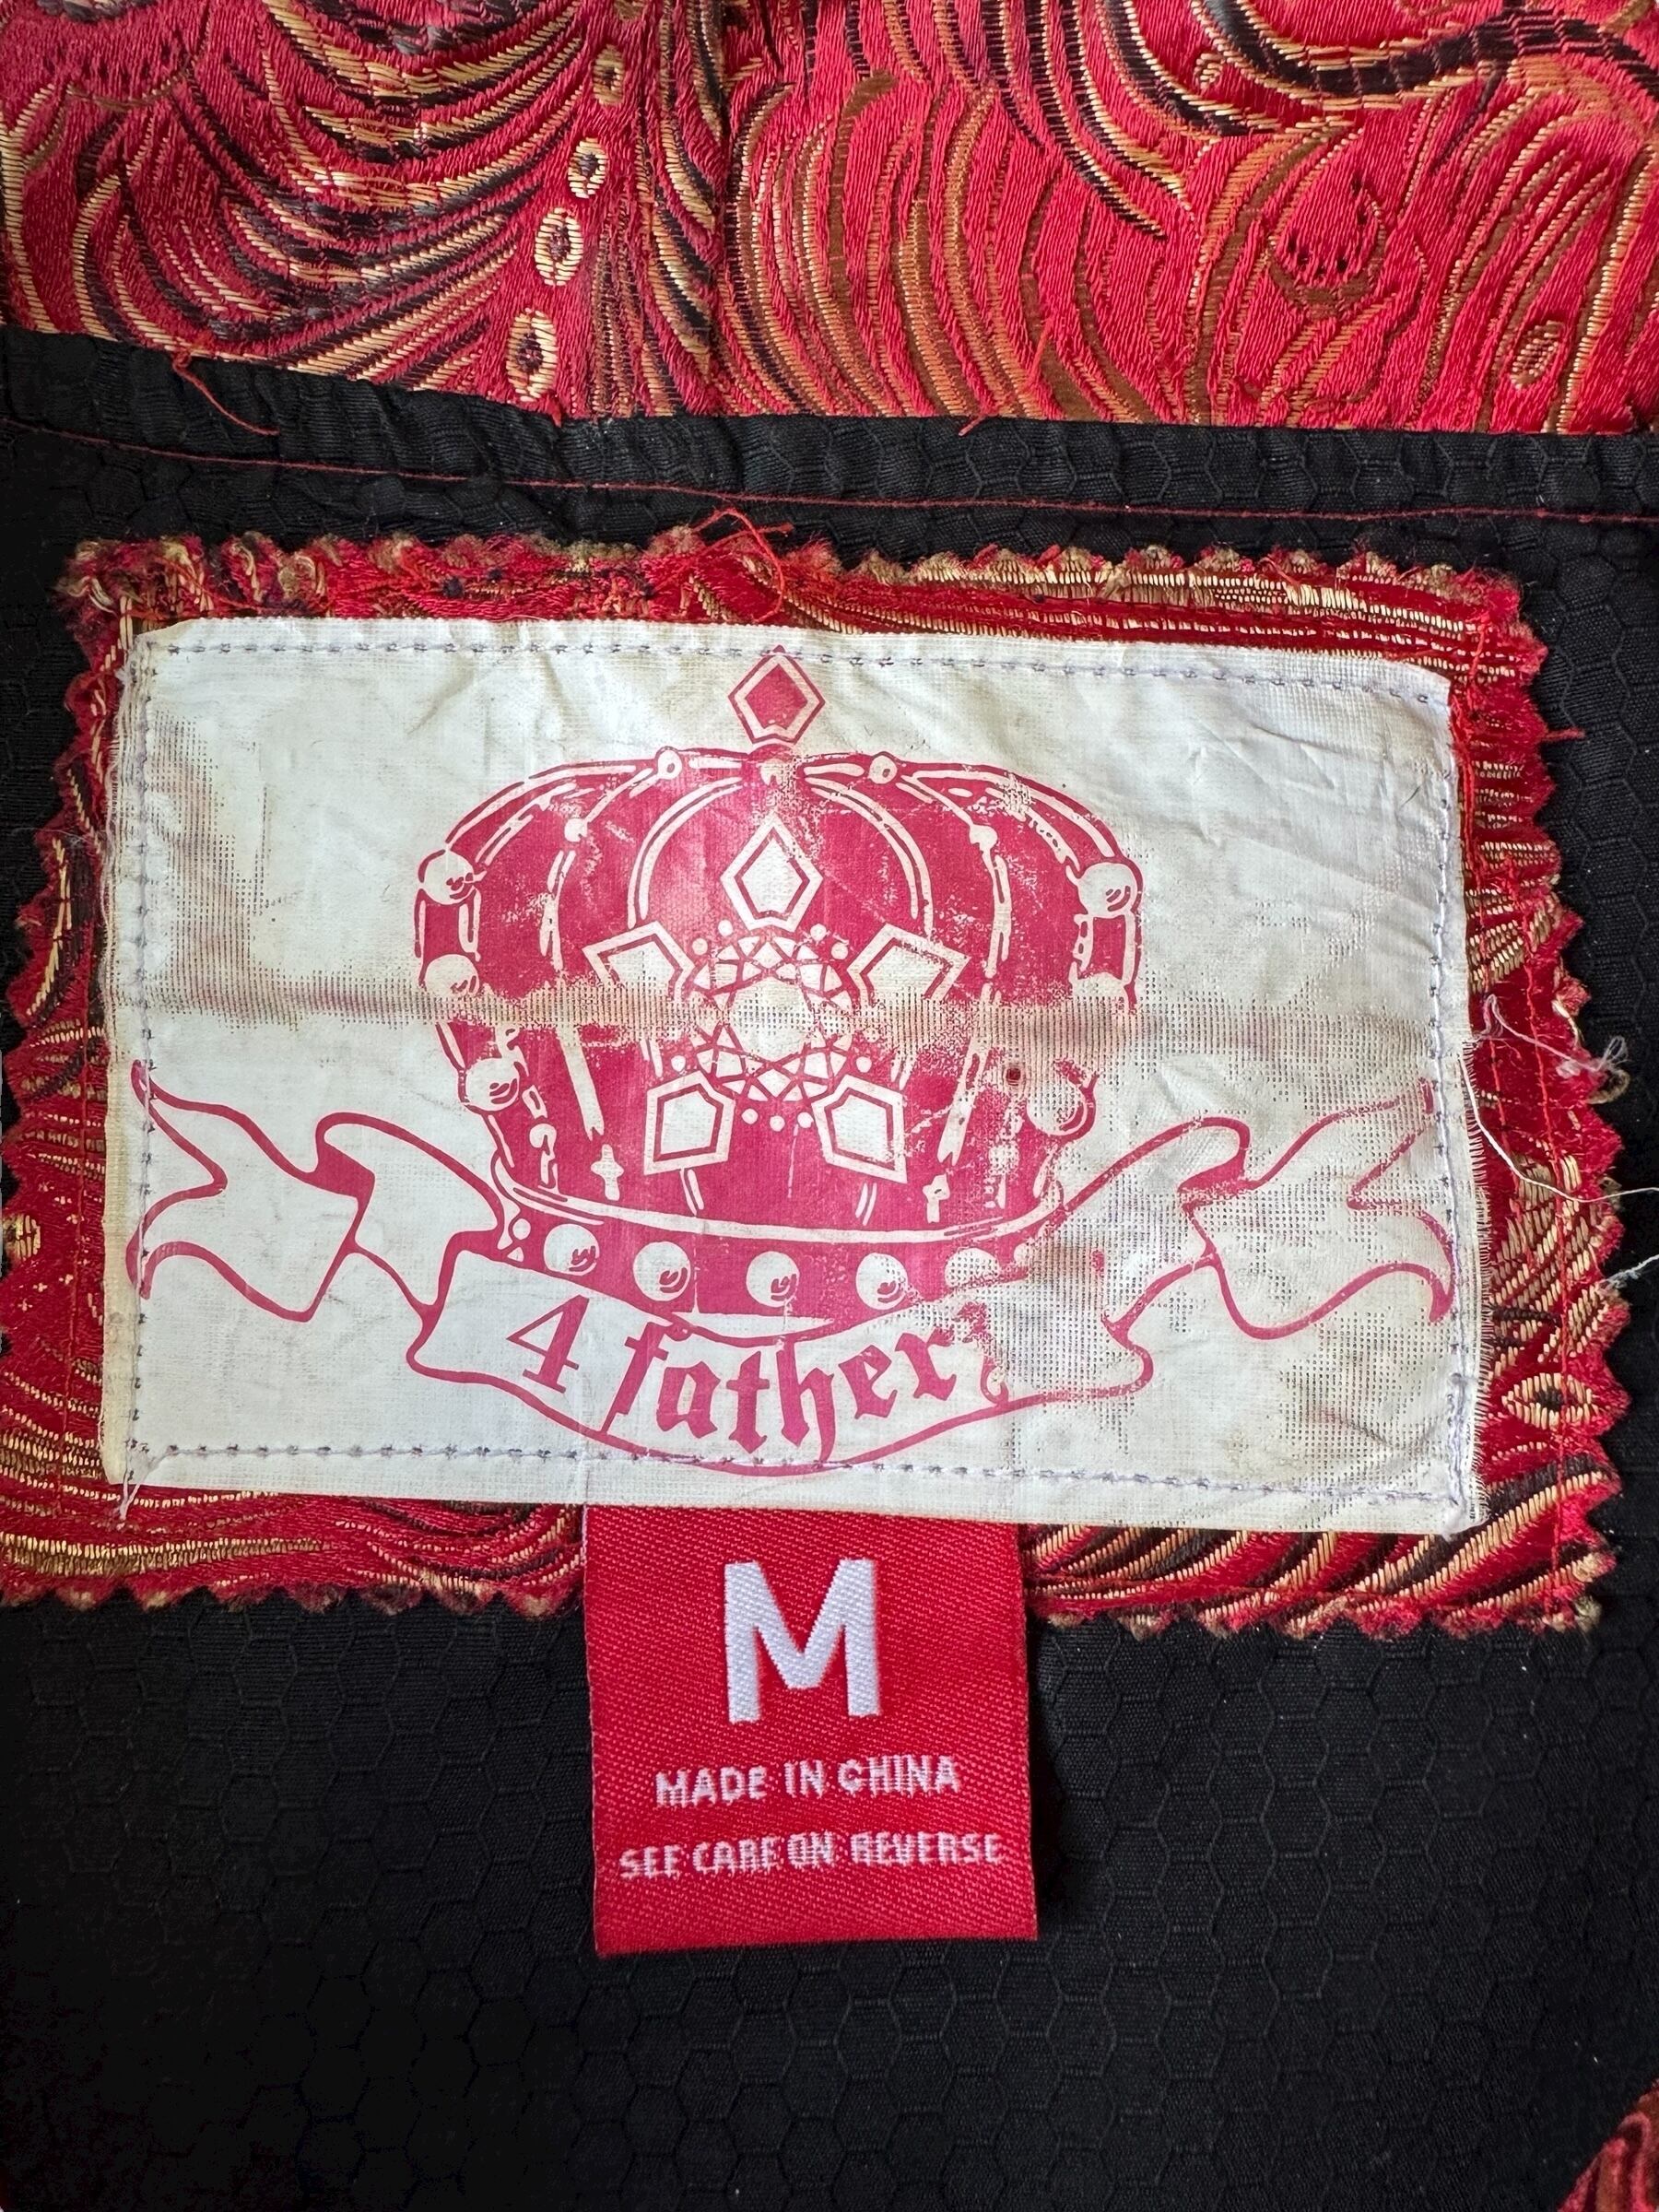 4 father
M
MADE IN CHINA
SEE CARE ON REVERSE